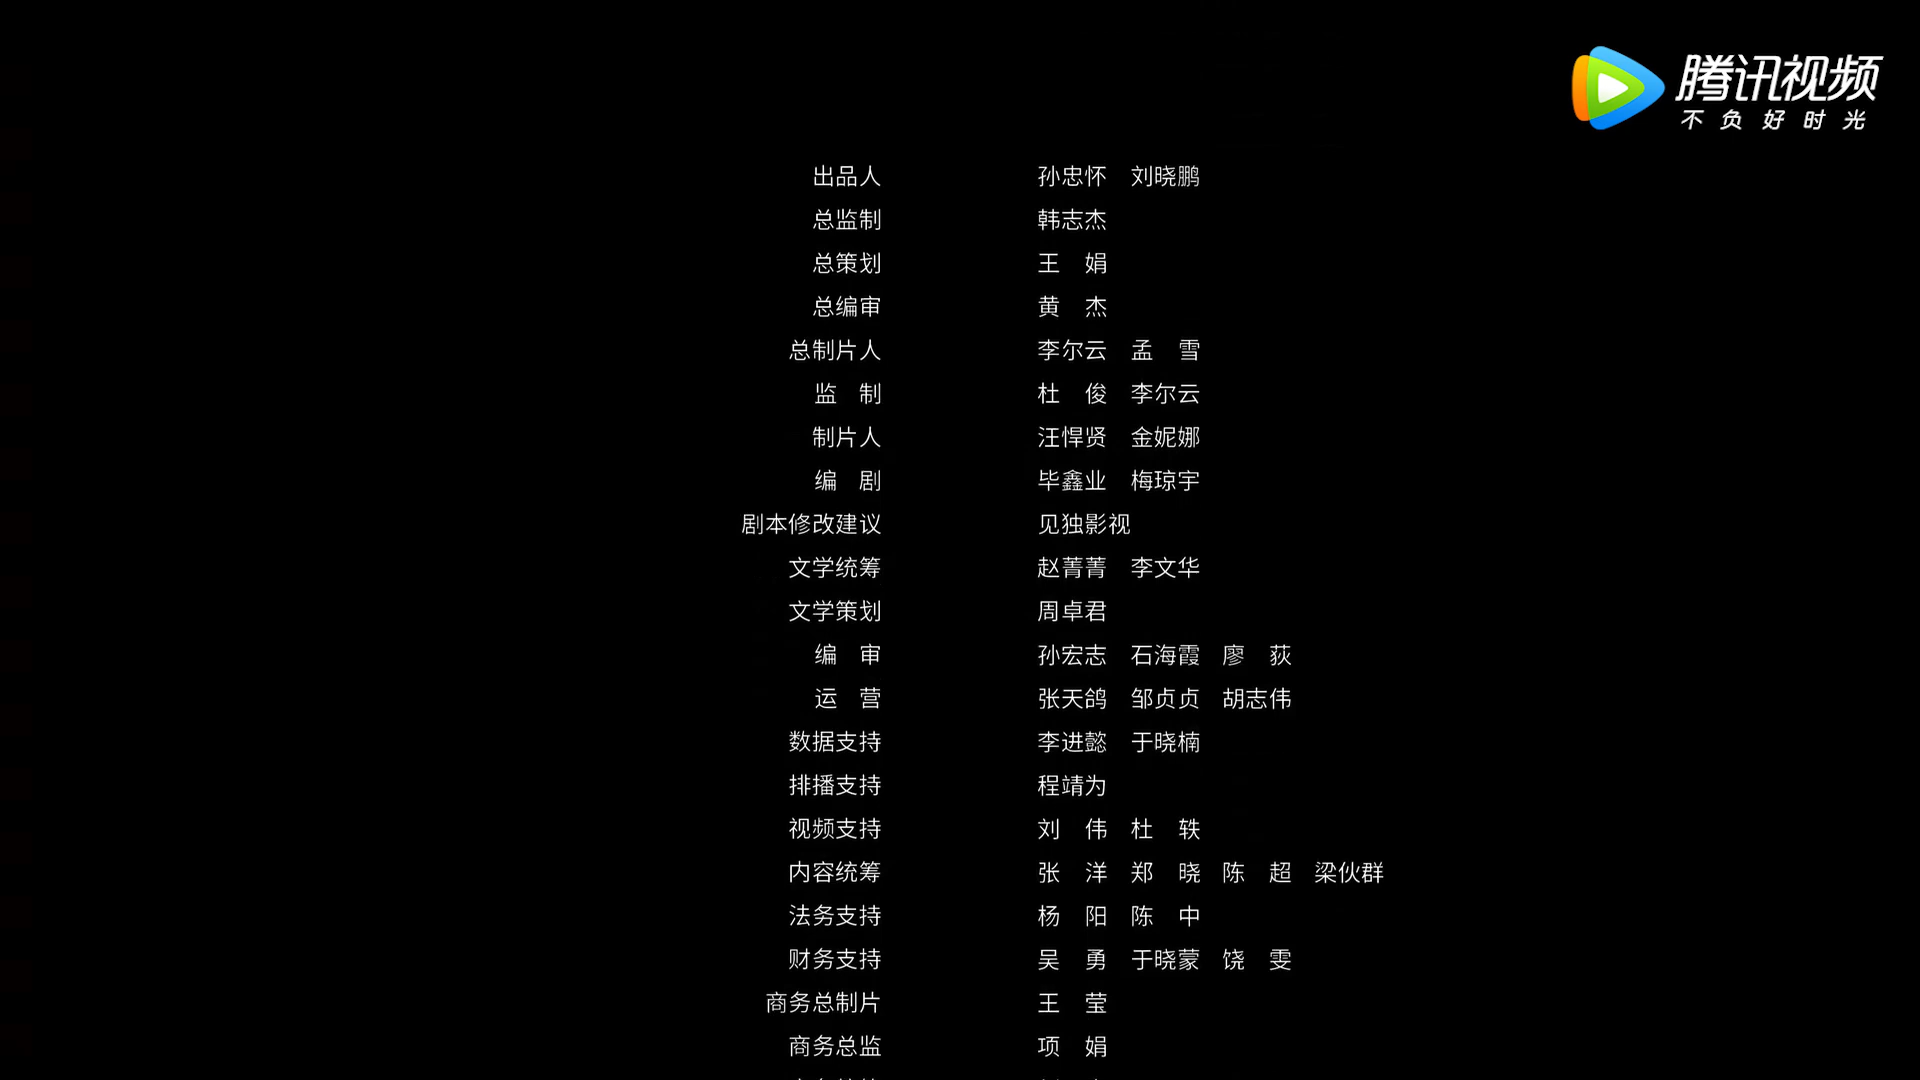 腾讯视频
不负好时光
出品人 孙忠怀 刘晓鹏
总监制 韩志杰
总策划 王 娟
总编审 黄 杰
总制片人 李尔云 孟 雪
监 制 杜 俊 李尔云
制片人 汪悍贤 金妮娜
编 剧 毕鑫业 梅琼宇
剧本修改建议 见独影视
文学统筹 赵菁菁 李文华
文学策划 周卓君
编 审 孙宏志 石海霞 廖 荻
运 营 张天鸽 邹贞贞 胡志伟
数据支持 李进懿 于晓楠
排播支持 程靖为
视频支持 刘 伟 杜 轶
内容统筹 张 洋 郑 晓 陈 超 梁伙群
法务支持 杨 阳 陈 中
财务支持 吴 勇 于晓蒙 饶 雯
商务总制片 王 莹
商务总监 项 娟